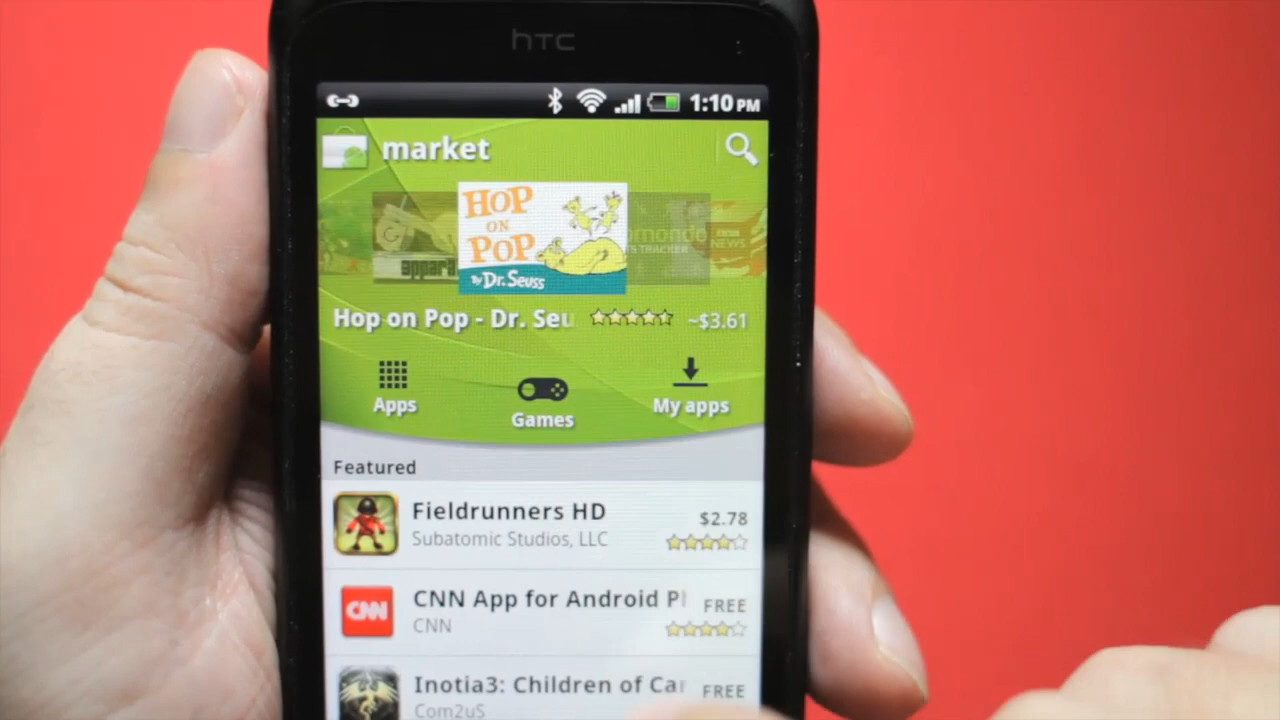 hTC
1:10 PM
market
HOP
ON
POP
By Dr. Seuss
BBC
NEWS
Hop on Pop - Dr. Seu
~$3.61
Apps
Games
My apps
Featured
Fieldrunners HD
$2.78
Subatomic Studios, LLC
CNN
CNN App for Android
FREE
CNN
Inotia3: Children of Car
FREE
Com2uS